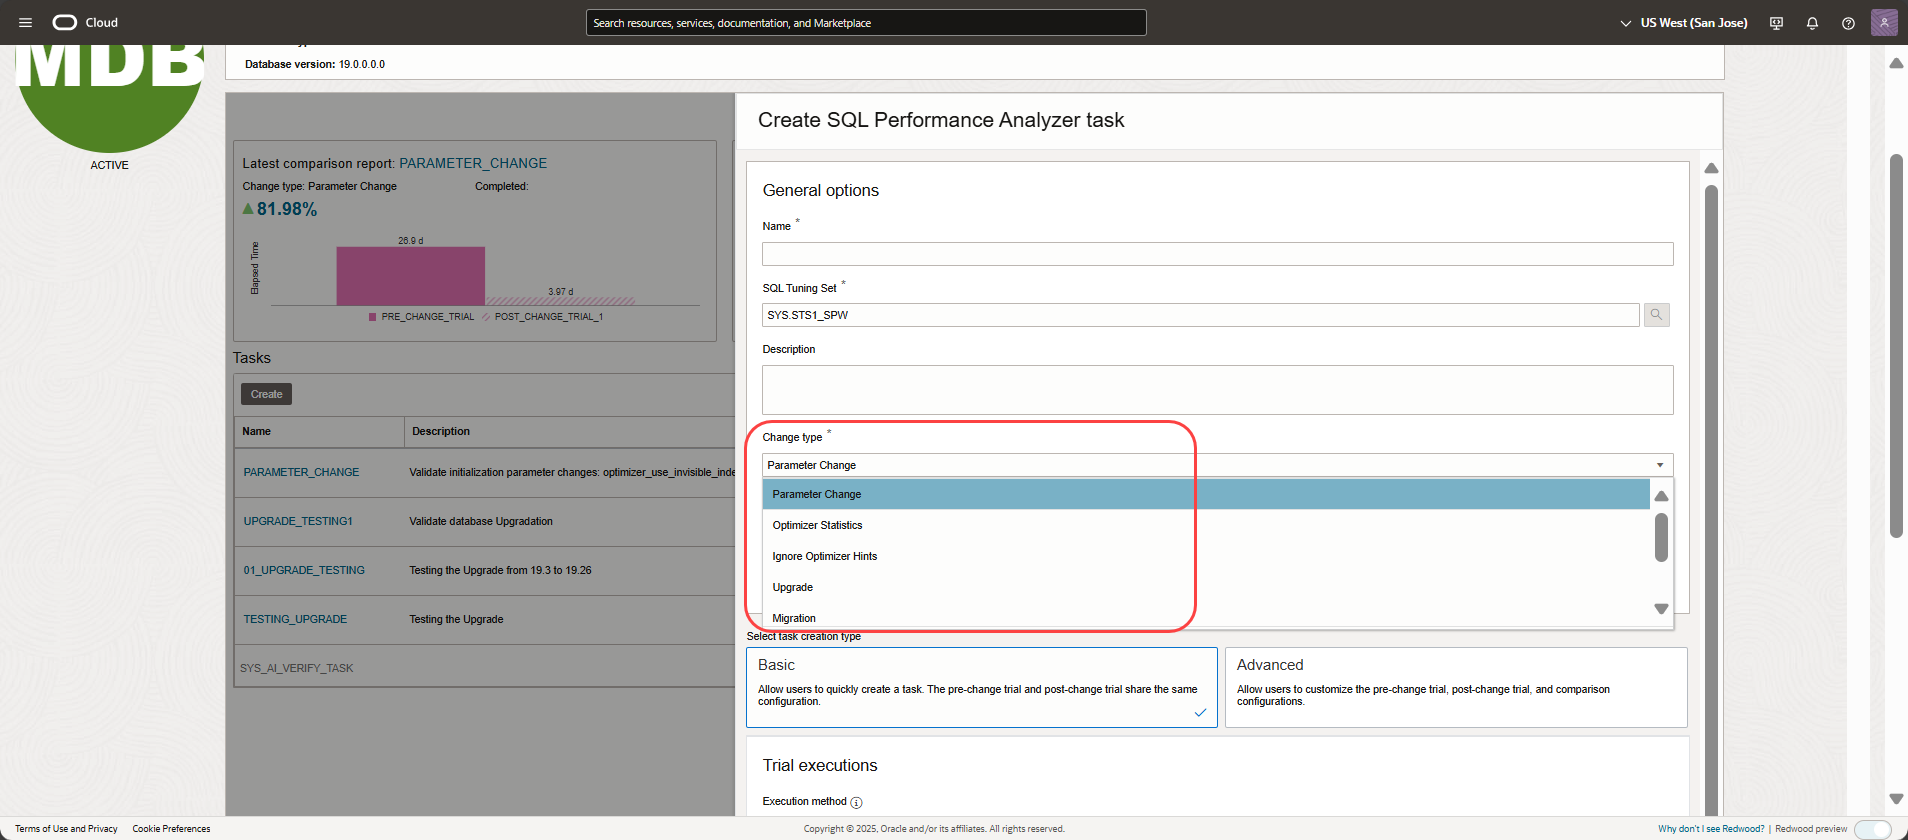 Cloud
Search resources, services, documentation, and Marketplace
US West (San Jose)
MDB
ACTIVE
Database version: 19.0.0.0.0
Latest comparison report: PARAMETER_CHANGE
Change type: Parameter Change
Completed:
81.98%
Elapsed Time
26.9 d
3.97 d
PRE_CHANGE_TRIAL
POST_CHANGE_TRIAL_1
Tasks
Create
Name
Description
PARAMETER_CHANGE
Validate initialization parameter changes: optimizer_use_invisible_inde
UPGRADE_TESTING1
Validate database Upgradation
01_UPGRADE_TESTING
Testing the Upgrade from 19.3 to 19.26
TESTING_UPGRADE
Testing the Upgrade
SYS_AI_VERIFY_TASK
Create SQL Performance Analyzer task
General options
Name *
SQL Tuning Set *
SYS.STS1_SPW
Description
Change type *
Parameter Change
Parameter Change
Optimizer Statistics
Ignore Optimizer Hints
Upgrade
Migration
Select task creation type
Basic
Allow users to quickly create a task. The pre-change trial and post-change trial share the same
configuration.
Advanced
Allow users to customize the pre-change trial, post-change trial, and comparison
configurations.
Trial executions
Execution method
Terms of Use and Privacy
Cookie Preferences
Copyright © 2025, Oracle and/or its affiliates. All rights reserved.
Why don't I see Redwood? | Redwood preview